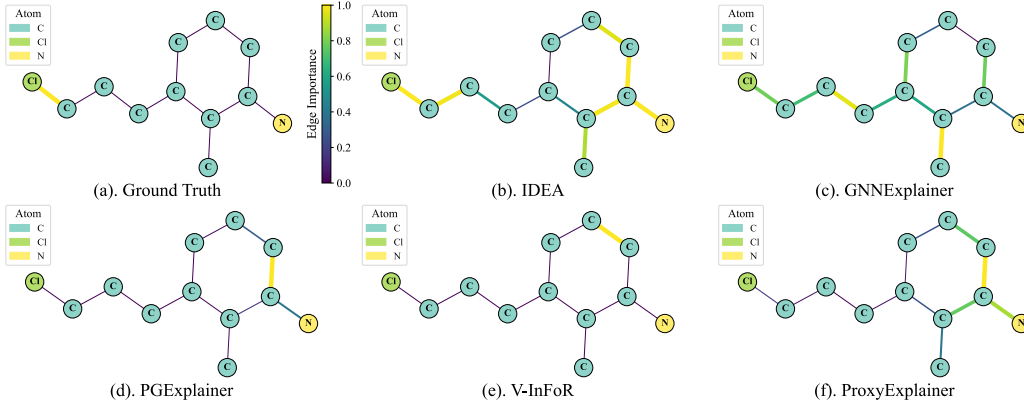 Atom
C
Cl
N
Cl
C
C
C
C
C
C
C
C
C
C
N
C
(a). Ground Truth
1.0
0.8
0.6
0.4
0.2
0.0
Edge Importance
Atom
C
Cl
N
Cl
C
C
C
C
C
C
C
C
C
C
N
C
(b). IDEA
Atom
C
Cl
N
Cl
C
C
C
C
C
C
C
C
C
C
N
C
(c). GNNExplainer
Atom
C
Cl
N
Cl
C
C
C
C
C
C
C
C
C
C
N
C
(d). PGExplainer
Atom
C
Cl
N
Cl
C
C
C
C
C
C
C
C
C
C
N
C
(e). V-InFoR
Atom
C
Cl
N
Cl
C
C
C
C
C
C
C
C
C
C
N
C
(f). ProxyExplainer